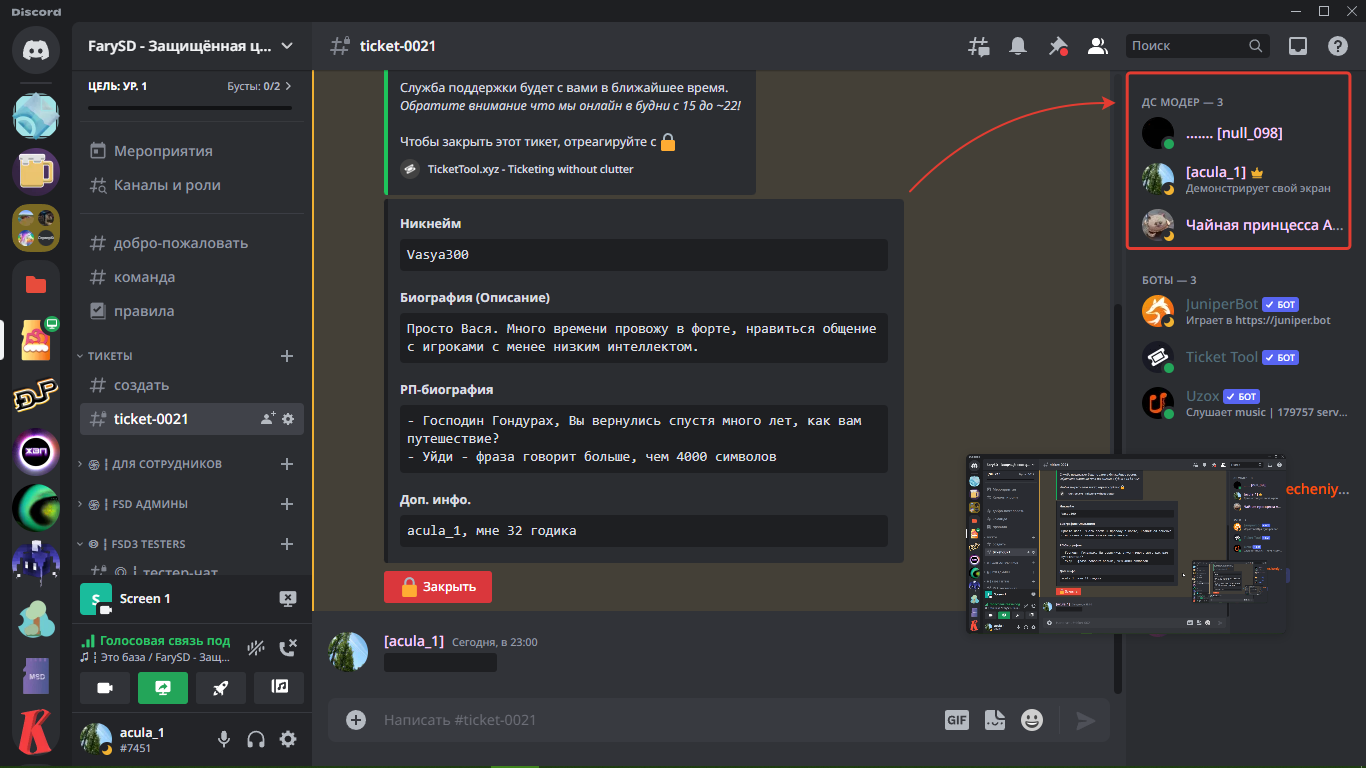 Discord
FarySD - Защищённая ц...
ЦЕЛЬ: УР. 1
Бусты: 0/2
Мероприятия
Каналы и роли
добро-пожаловать
команда
правила
ТИКЕТЫ
создать
ticket-0021
ДЛЯ СОТРУДНИКОВ
FSD АДМИНЫ
FSD3 TESTERS
@ ¦ тестер-чат
Screen 1
Голосовая связь под
Это база / FarySD - Защ...
acula_1
#7451
ticket-0021
Поиск
Служба поддержки будет с вами в ближайшее время.
Обратите внимание что мы онлайн в будни с 15 до ~22!
Чтобы закрыть этот тикет, отреагируйте с
TicketTool.xyz - Ticketing without clutter
Никнейм
Vasya300
Биография (Описание)
Просто Вася. Много времени провожу в форте, нравиться общение
с игроками с менее низким интеллектом.
РП-биография
- Господин Гондурах, Вы вернулись спустя много лет, как вам
путешествие?
- Уйди - фраза говорит больше, чем 4000 символов
Доп. инфо.
acula_1, мне 32 годика
Закрыть
[acula_1] Сегодня, в 23:00
Написать #ticket-0021
GIF
ДС МОДЕР — 3
....... [null_098]
[acula_1]
Демонстрирует свой экран
Чайная принцесса А...
БОТЫ — 3
JuniperBot БОТ
Играет в https://juniper.bot
Ticket Tool БОТ
Uzox БОТ
Слушает music | 179757 serv...
echeniy...